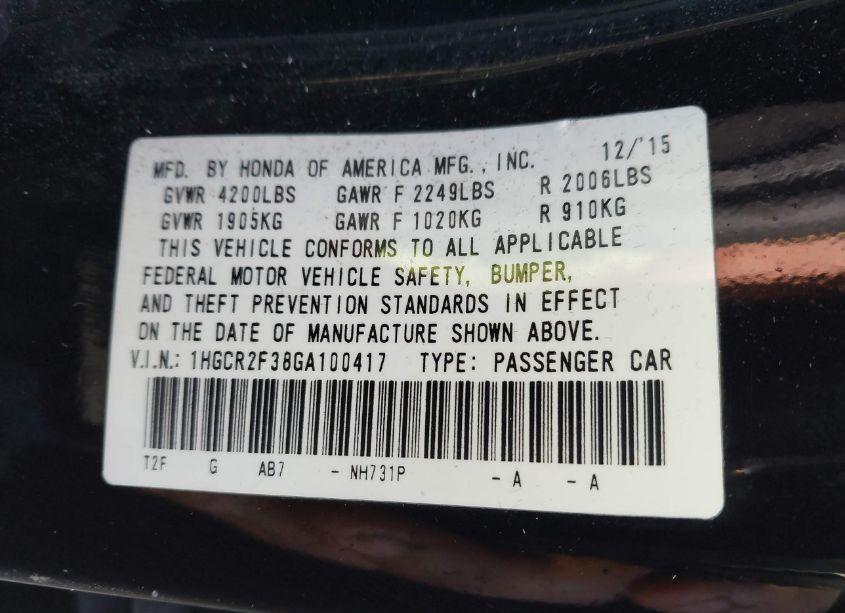 MFD. BY HONDA OF AMERICA MFG., INC. 12/'15
GVWR 4200LBS GAWR F 2249LBS R 2006LBS
GVWR 1905KG GAWR F 1020KG R 910KG
THIS VEHICLE CONFORMS TO ALL APPLICABLE
FEDERAL MOTOR VEHICLE SAFETY, BUMPER,
AND THEFT PREVENTION STANDARDS IN EFFECT
ON THE DATE OF MANUFACTURE SHOWN ABOVE.
V.I.N.: 1HGCR2F38GA100417 TYPE: PASSENGER CAR
T2F G AB7 - NH731P - A - A